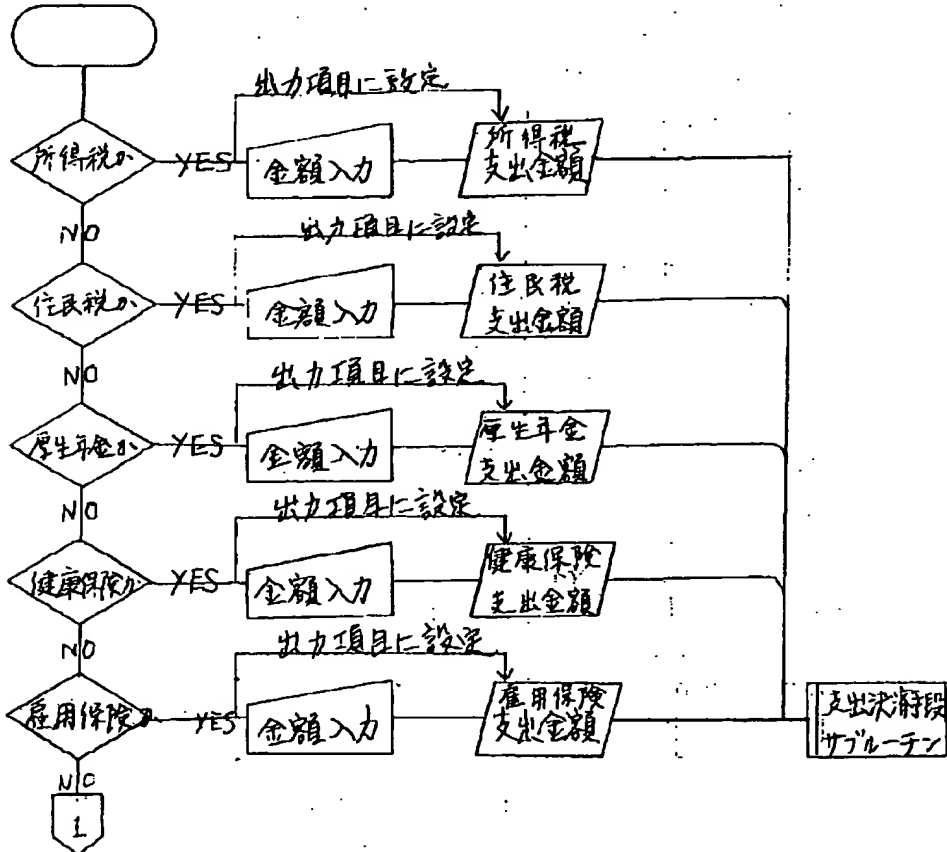 出力項目に設定
所得税か
YES
金額入力
所得税
支出金額
NO
出力項目に設定
住民税か
YES
金額入力
住民税
支出金額
NO
出力項目に設定
厚生年金か
YES
金額入力
厚生年金
支出金額
NO
出力項目に設定
健康保険か
YES
金額入力
健康保険
支出金額
NO
出力項目に設定
雇用保険か
YES
金額入力
雇用保険
支出金額
支出決済手段
サブルーチン
NO
1